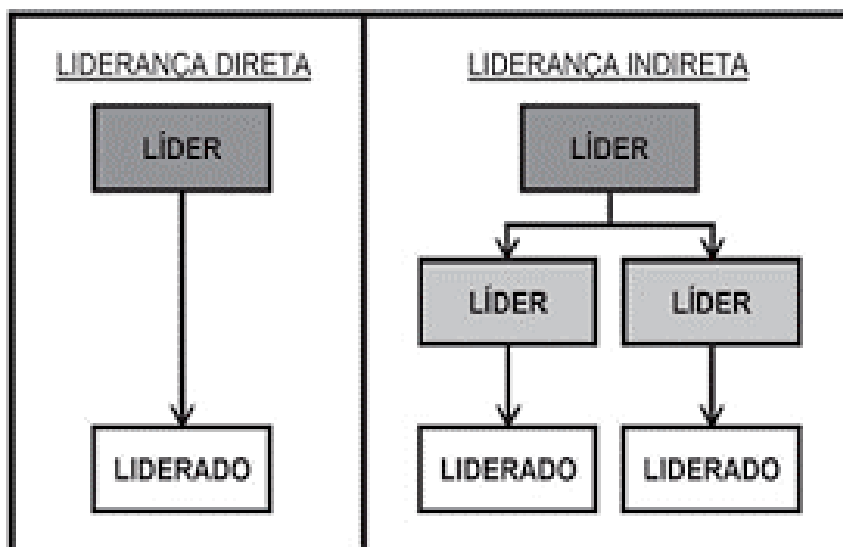 LIDERANÇA DIRETA
LÍDER
LIDERADO
LIDERANÇA INDIRETA
LÍDER
LÍDER
LÍDER
LIDERADO
LIDERADO